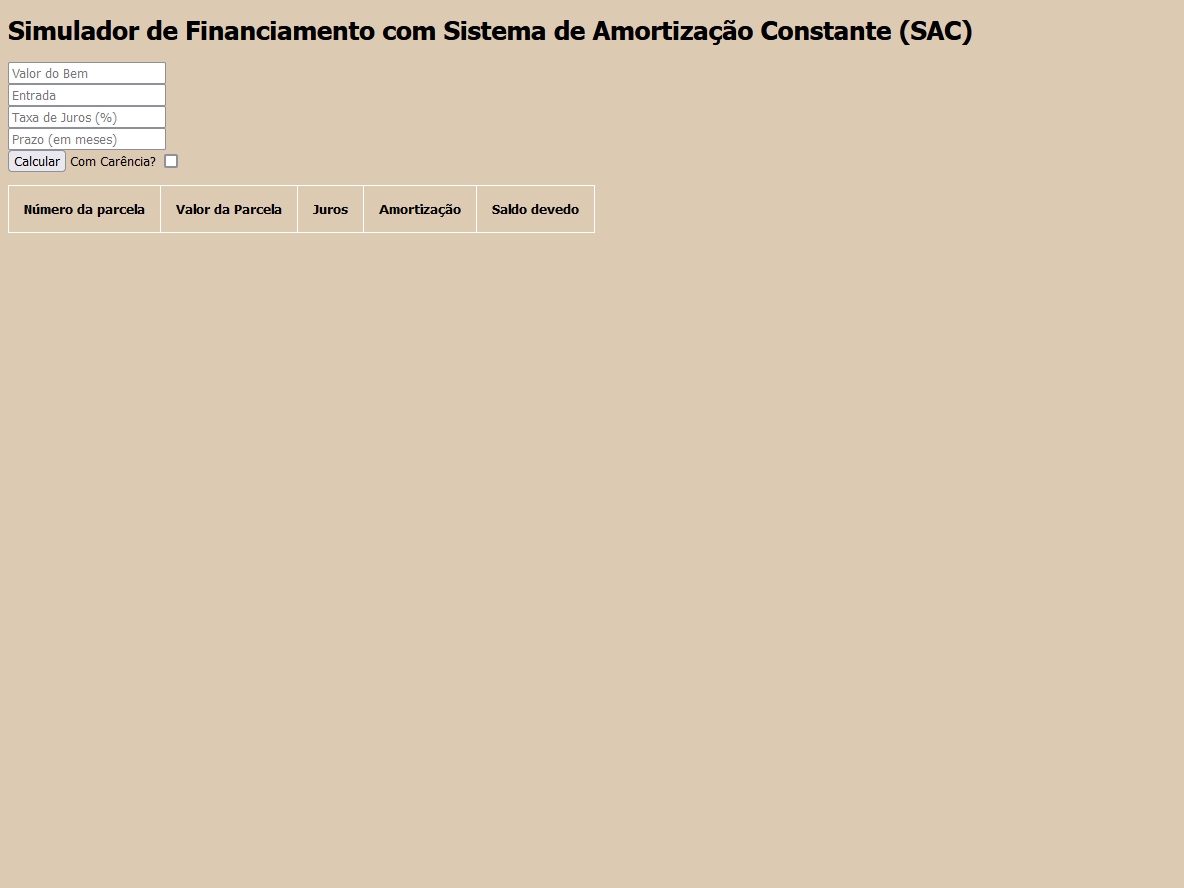 Simulador de Financiamento com Sistema de Amortização Constante (SAC)
Valor do Bem
Entrada
Taxa de Juros (%)
Prazo (em meses)
Calcular Com Carência?
Número da parcela Valor da Parcela Juros Amortização Saldo devedo